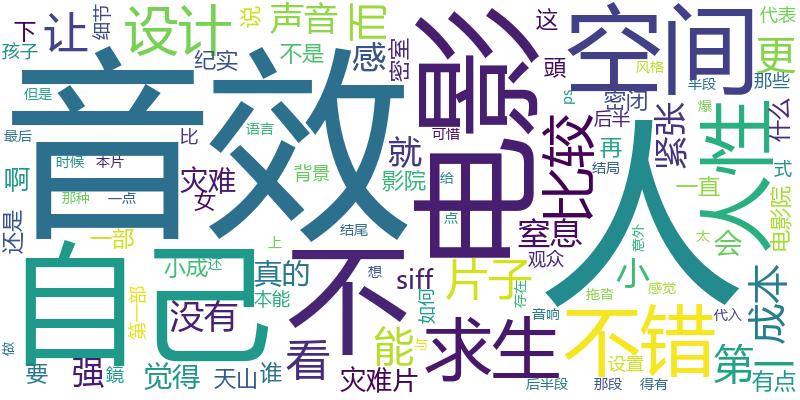 下
让
细节
设计
说
声音
而
电影
这
空间
代表
更
孩子
纪实
不是
感
密室
頭
风格
半段
那些
音效
但是
最后
比
语言
可惜
比较
ps
密闭
后半
爆
什么
人
人性
紧张
再
结局
就
时候
本片
背景
影院
给
啊
灾难
女
那种
一点
点
窒息
意外
一直
太
会
式
电影院
还是
自己
一部
结尾
上
不
观众
小成
还
真的
想
siff
片子
小
拖沓
感觉
成本
本能
如何
存在
第一部
没有
能
音响
不错
代入
做
要
强
鏡
觉得
天山
谁
看
与
求生
设置
第一
灾难片
后半段
那段
得有
有点